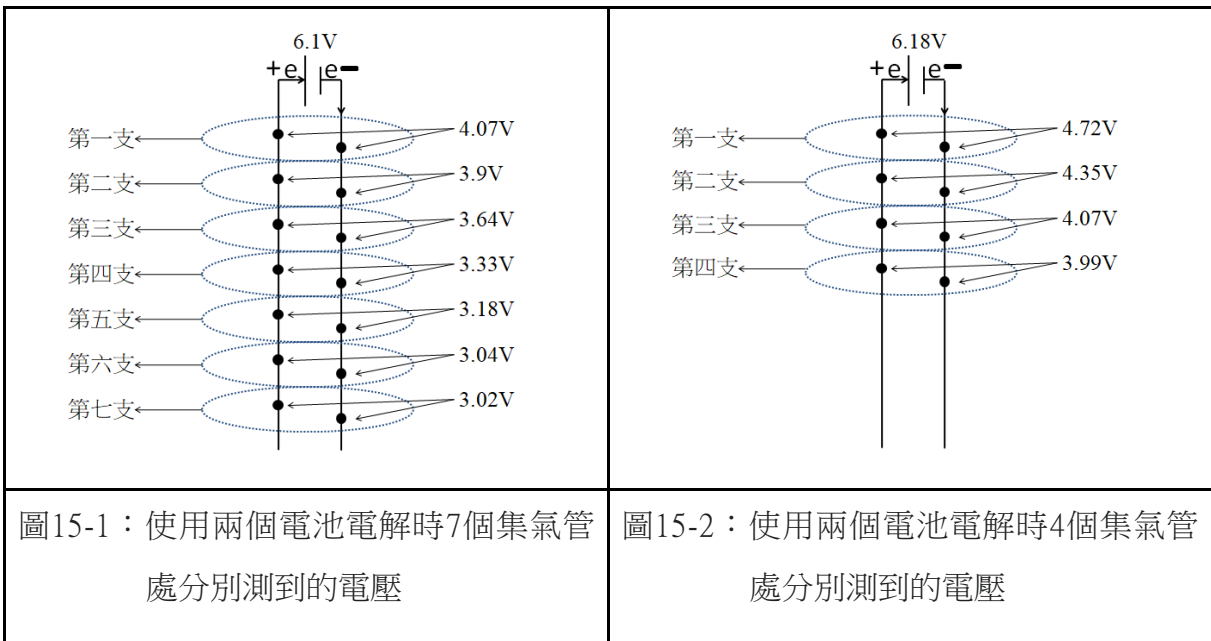 6.1V
+e e−
第一支 4.07V
第二支 3.9V
第三支 3.64V
第四支 3.33V
第五支 3.18V
第六支 3.04V
第七支 3.02V
6.18V
+e e−
第一支 4.72V
第二支 4.35V
第三支 4.07V
第四支 3.99V
圖15-1：使用兩個電池電解時7個集氣管
處分別測到的電壓
圖15-2：使用兩個電池電解時4個集氣管
處分別測到的電壓